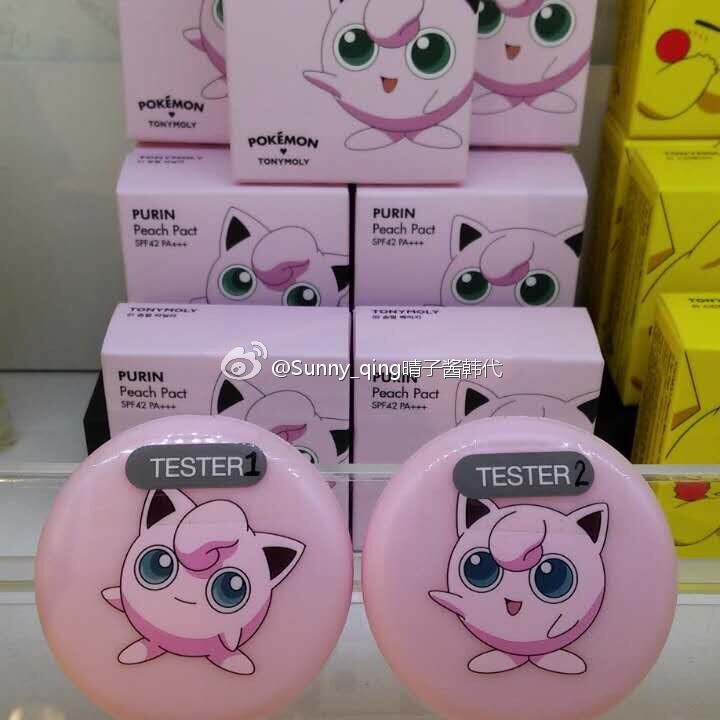 POKÉMON
TONYMOLY
POKÉMON
TONYMOLY
PURIN
Peach Pact
SPF42 PA+++
PURIN
Peach Pact
SPF42 PA+++
TONYMOLY
TONYMOLY
@Sunny_qing晴子酱韩代
PURIN
Peach Pact
SPF42 PA+++
PURIN
Peach Pact
SPF42 PA+++
TESTER1
TESTER2